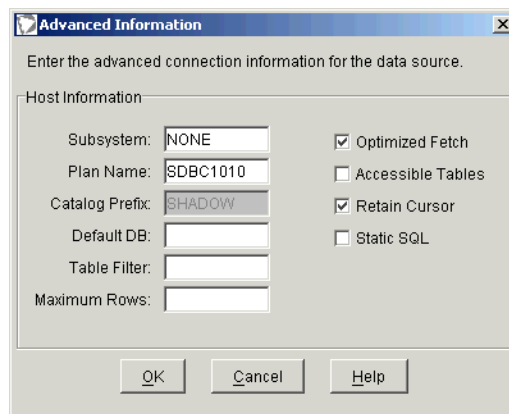 Advanced Information
Enter the advanced connection information for the data source.
Host Information
Subsystem: NONE
Plan Name: SDBC1010
Catalog Prefix: SHADOW
Default DB:
Table Filter:
Maximum Rows:
Optimized Fetch
Accessible Tables
Retain Cursor
Static SQL
OK Cancel Help